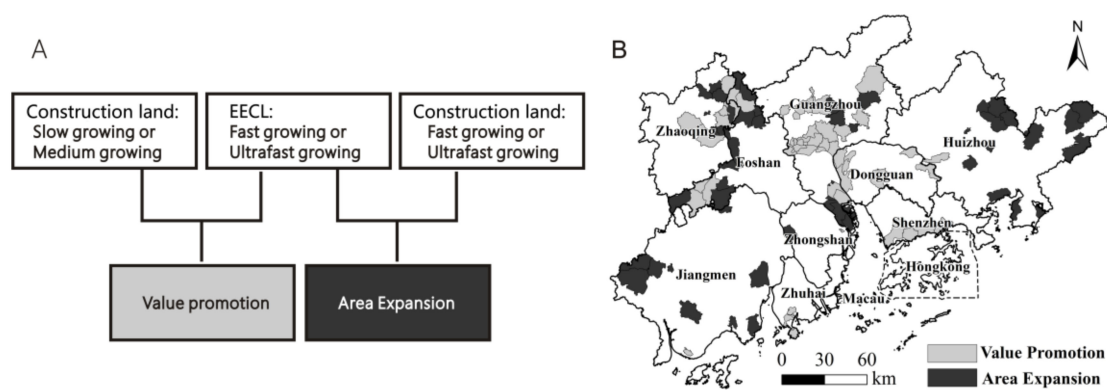 A
Construction land:
Slow growing or
Medium growing
EECL:
Fast growing or
Ultrafast growing
Construction land:
Fast growing or
Ultrafast growing
Value promotion
Area Expansion
B
N
Guangzhou
Zhaoqing
Foshan
Huizhou
Dongguan
Shenzhen
Zhongshan
Hongkong
Jiangmen
Zhuhai
Macau
0 30 60
km
Value Promotion
Area Expansion